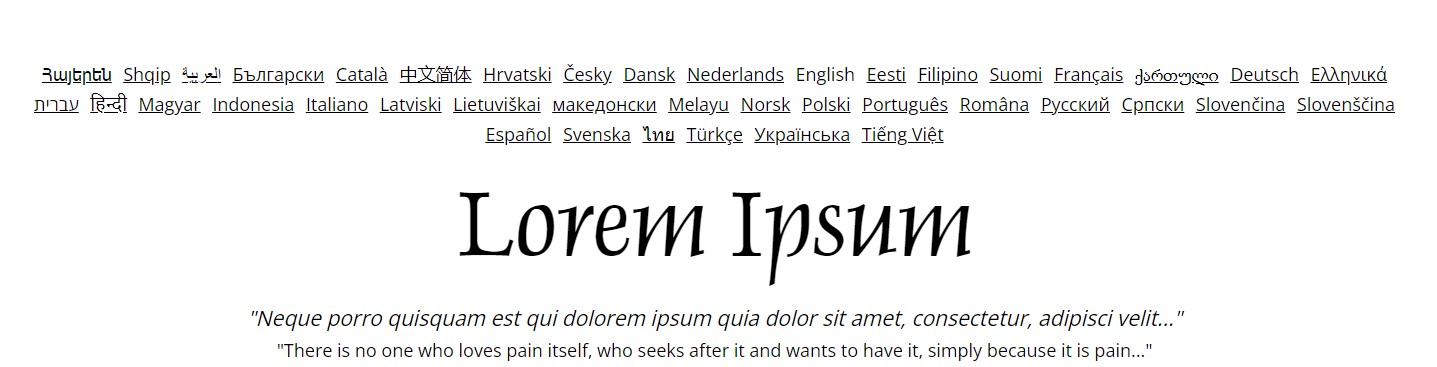 Հայերեն Shqip العربية Български Català 中文简体 Hrvatski Česky Dansk Nederlands English Eesti Filipino Suomi Français ქართული Deutsch Ελληνικά
עברית हिन्दी Magyar Indonesia Italiano Latviski Lietuviškai македонски Melayu Norsk Polski Português Româna Русский Српски Slovenčina Slovenščina
Español Svenska ไทย Türkçe Українська Tiếng Việt
Lorem Ipsum
"Neque porro quisquam est qui dolorem ipsum quia dolor sit amet, consectetur, adipisci velit..."
"There is no one who loves pain itself, who seeks after it and wants to have it, simply because it is pain..."